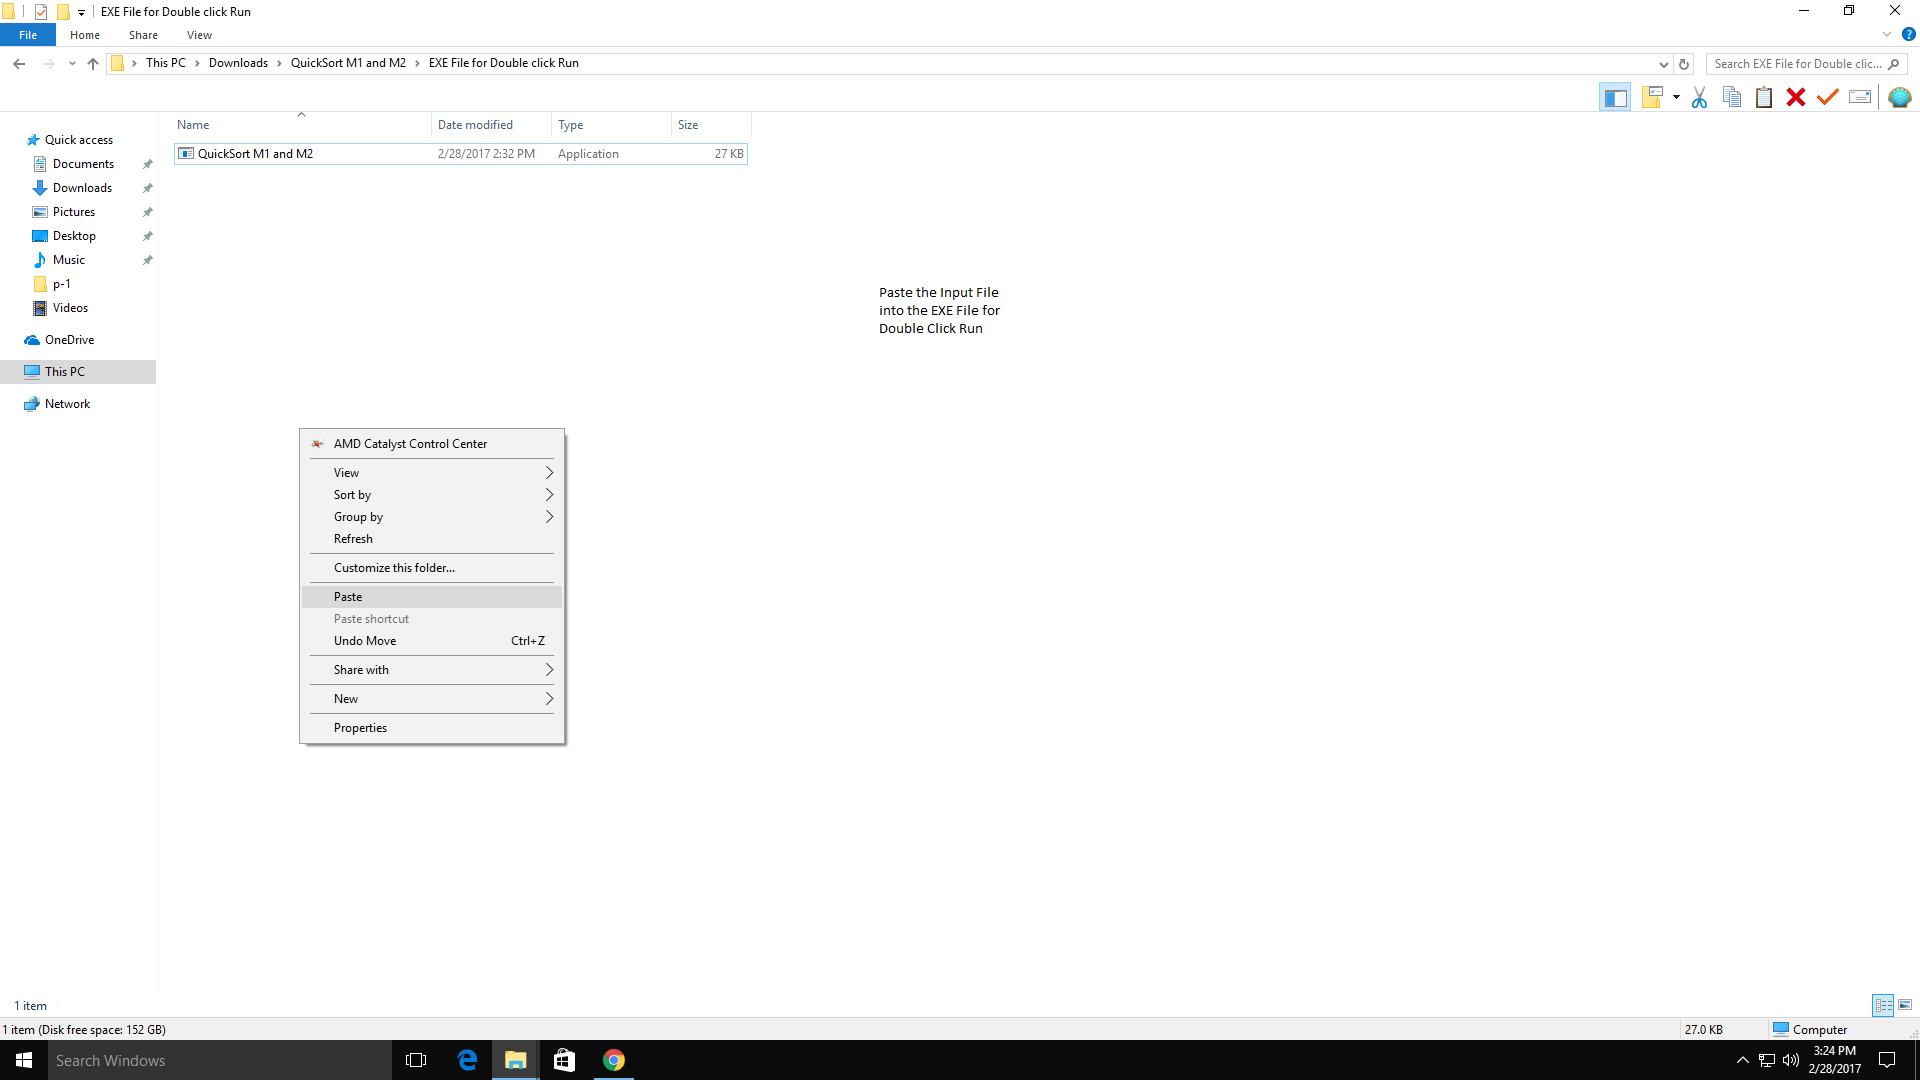 EXE File for Double click Run
File Home Share View
This PC Downloads QuickSort M1 and M2 EXE File for Double click Run
Search EXE File for Double clic...
Name Date modified Type Size
QuickSort M1 and M2 2/28/2017 2:32 PM Application 27 KB
Quick access
Documents
Downloads
Pictures
Desktop
Music
p-1
Videos
OneDrive
This PC
Network
Paste the Input File
into the EXE File for
Double Click Run
AMD Catalyst Control Center
View
Sort by
Group by
Refresh
Customize this folder...
Paste
Paste shortcut
Undo Move Ctrl+Z
Share with
New
Properties
1 item
1 item (Disk free space: 152 GB) 27.0 KB Computer
Search Windows
3:24 PM
2/28/2017